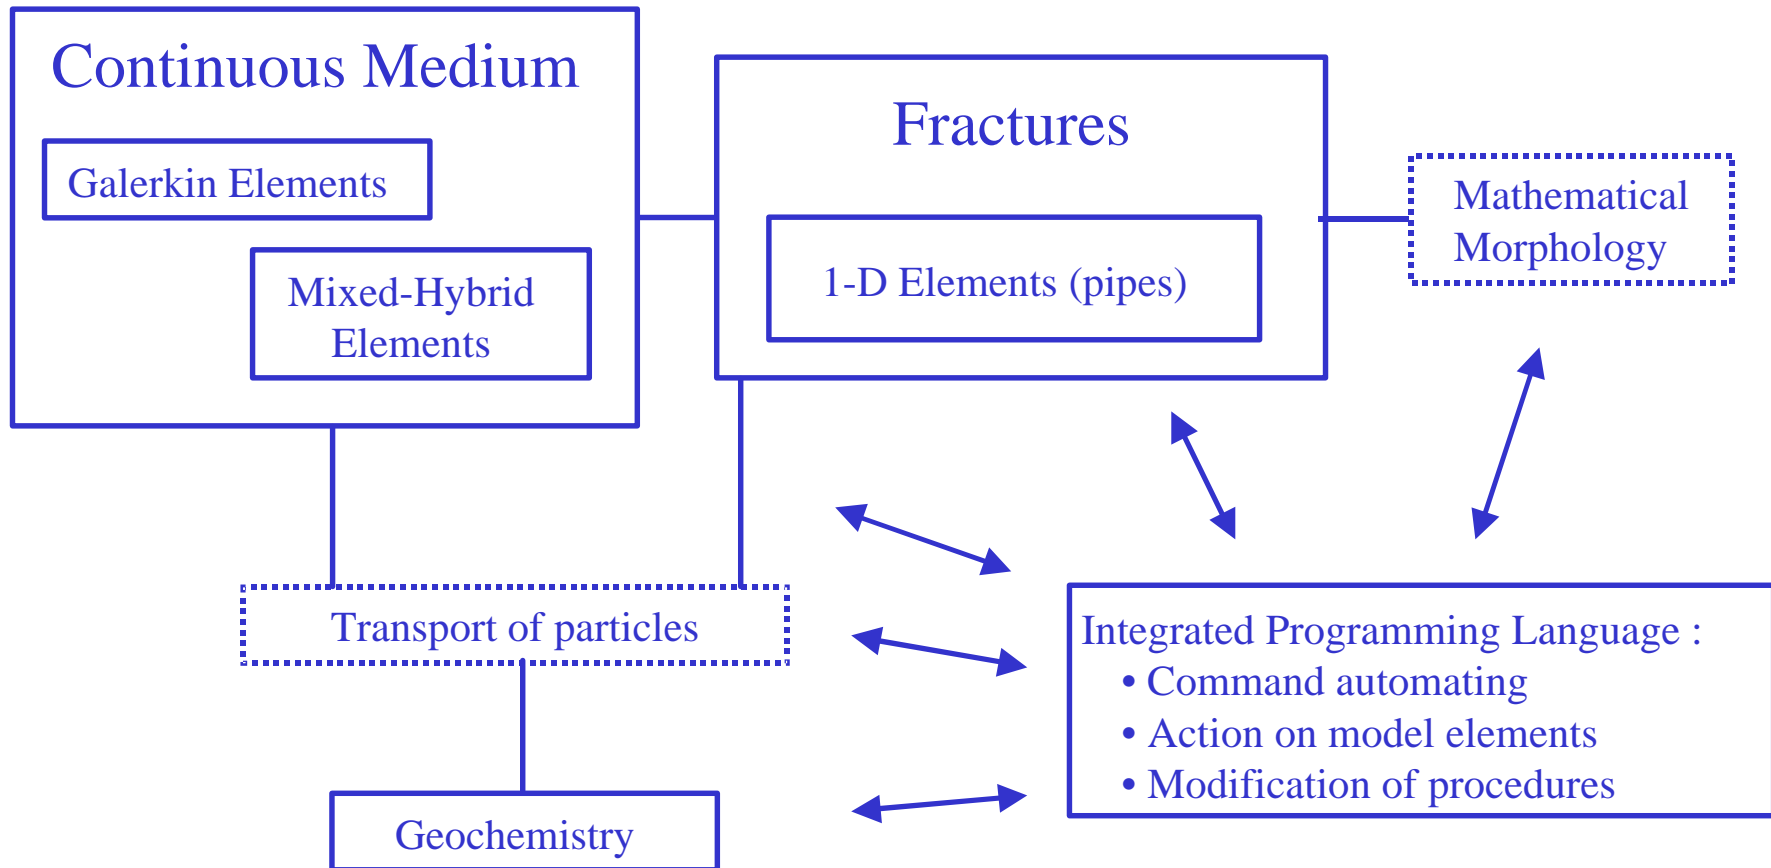 Continuous Medium
Galerkin Elements
Mixed-Hybrid
Elements
Fractures
1-D Elements (pipes)
Mathematical
Morphology
Transport of particles
Geochemistry
Integrated Programming Language :
• Command automating
• Action on model elements
• Modification of procedures